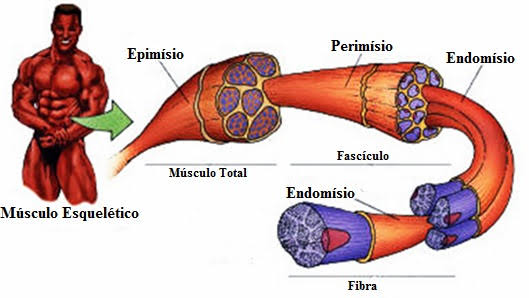 Epimísio
Perimísio
Endomísio
Músculo Total
Fascículo
Músculo Esquelético
Endomísio
Fibra